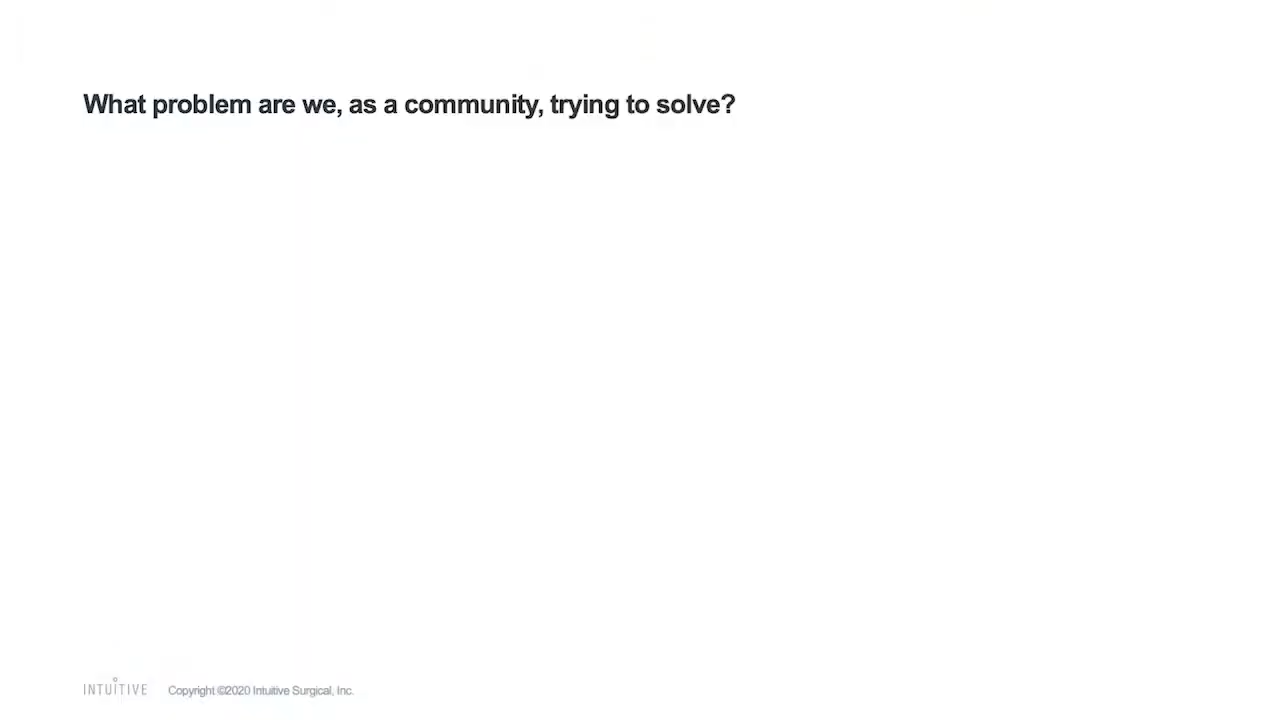 What problem are we, as a community, trying to solve?
INTUITIVE Copyright ©2020 Intuitive Surgical, Inc.